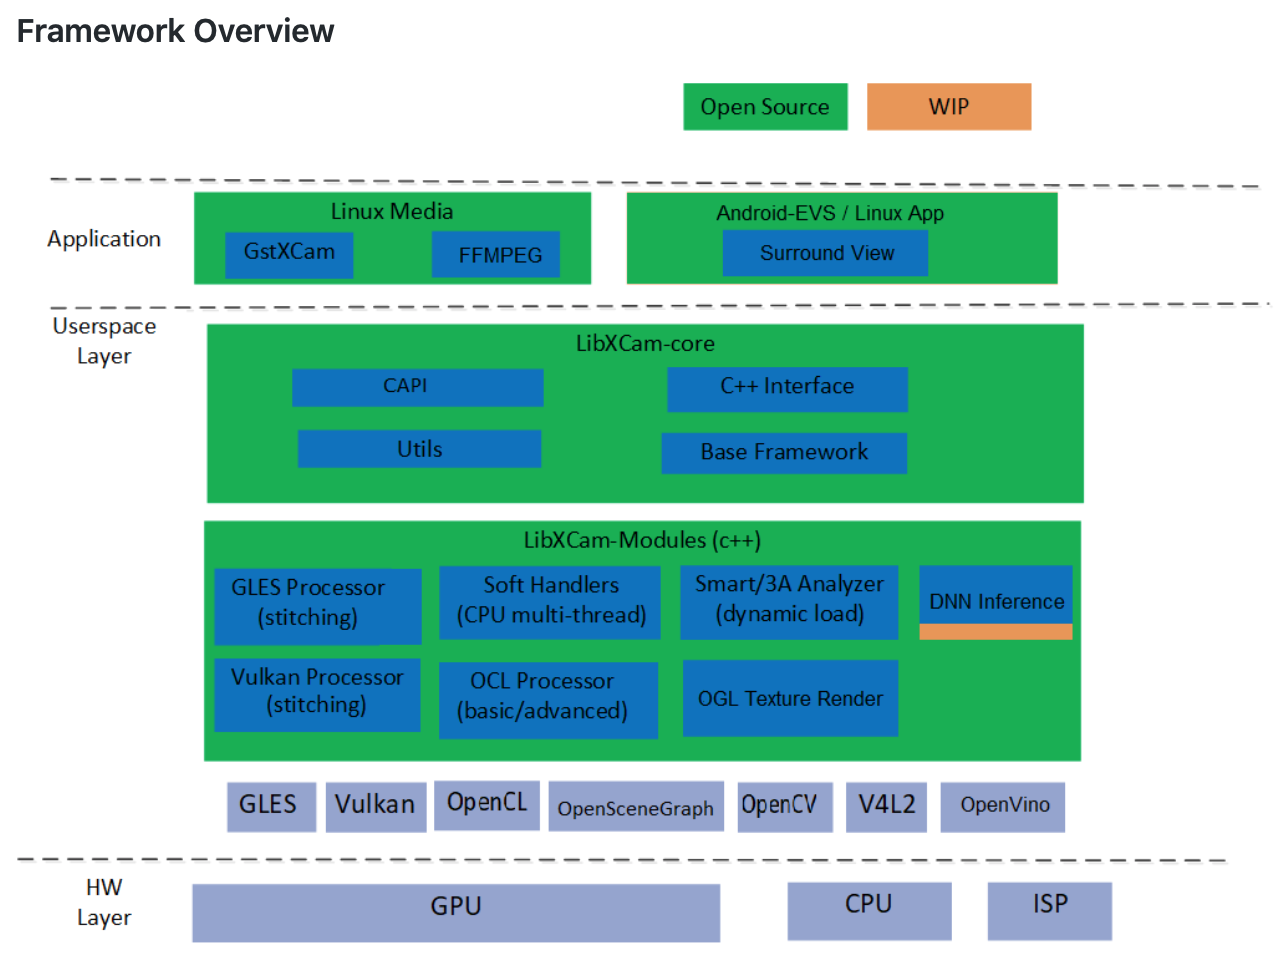 Framework Overview
Open Source
WIP
Application
Linux Media
GstXCam
FFMPEG
Android-EVS / Linux App
Surround View
Userspace
Layer
LibXCam-core
CAPI
C++ Interface
Utils
Base Framework
LibXCam-Modules (c++)
GLES Processor
(stitching)
Soft Handlers
(CPU multi-thread)
Smart/3A Analyzer
(dynamic load)
DNN Inference
Vulkan Processor
(stitching)
OCL Processor
(basic/advanced)
OGL Texture Render
GLES
Vulkan
OpenCL
OpenSceneGraph
OpenCV
V4L2
OpenVino
HW
Layer
GPU
CPU
ISP